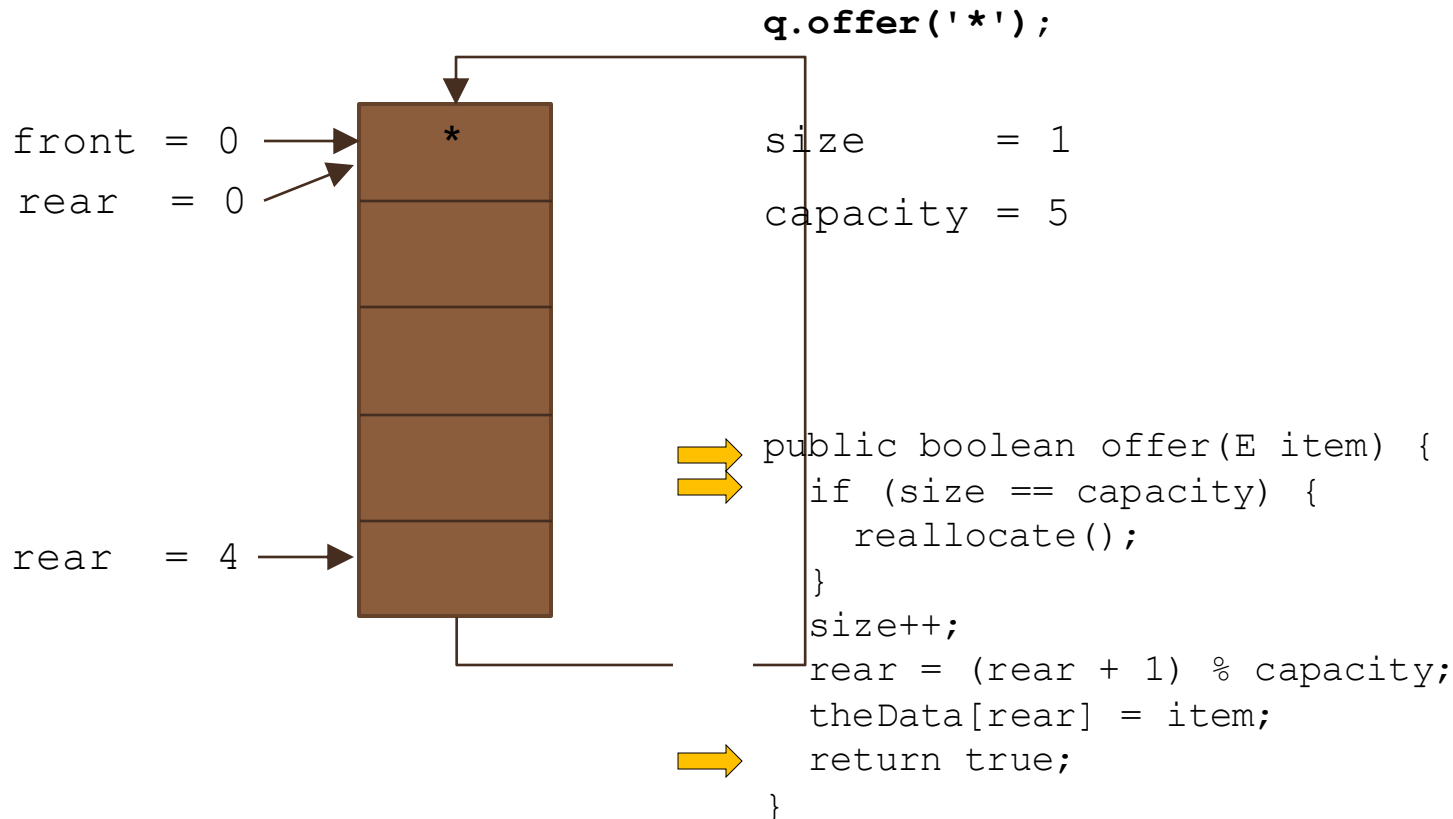 q.offer('*');
front = 0
*
size = 1
rear = 0
capacity = 5
rear = 4
public boolean offer(E item) {
if (size == capacity) {
reallocate();
}
size++;
rear = (rear + 1) % capacity;
theData[rear] = item;
return true;
}